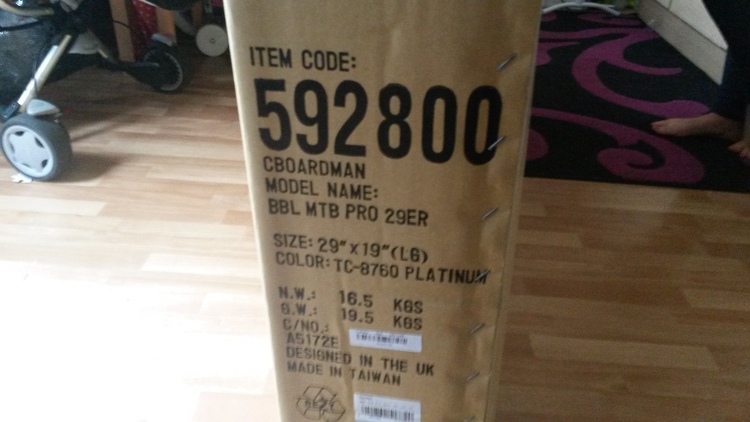 ITEM CODE:
592800
CBOARDMAN
MODEL NAME:
BBL MTB PRO 29ER
SIZE: 29"X19"(LG)
COLOR: TC-8760 PLATINUM
N.W.: 16.5 KGS
G.W.: 19.5 KGS
C/NO.:
A5172E
DESIGNED IN THE UK
MADE IN TAIWAN